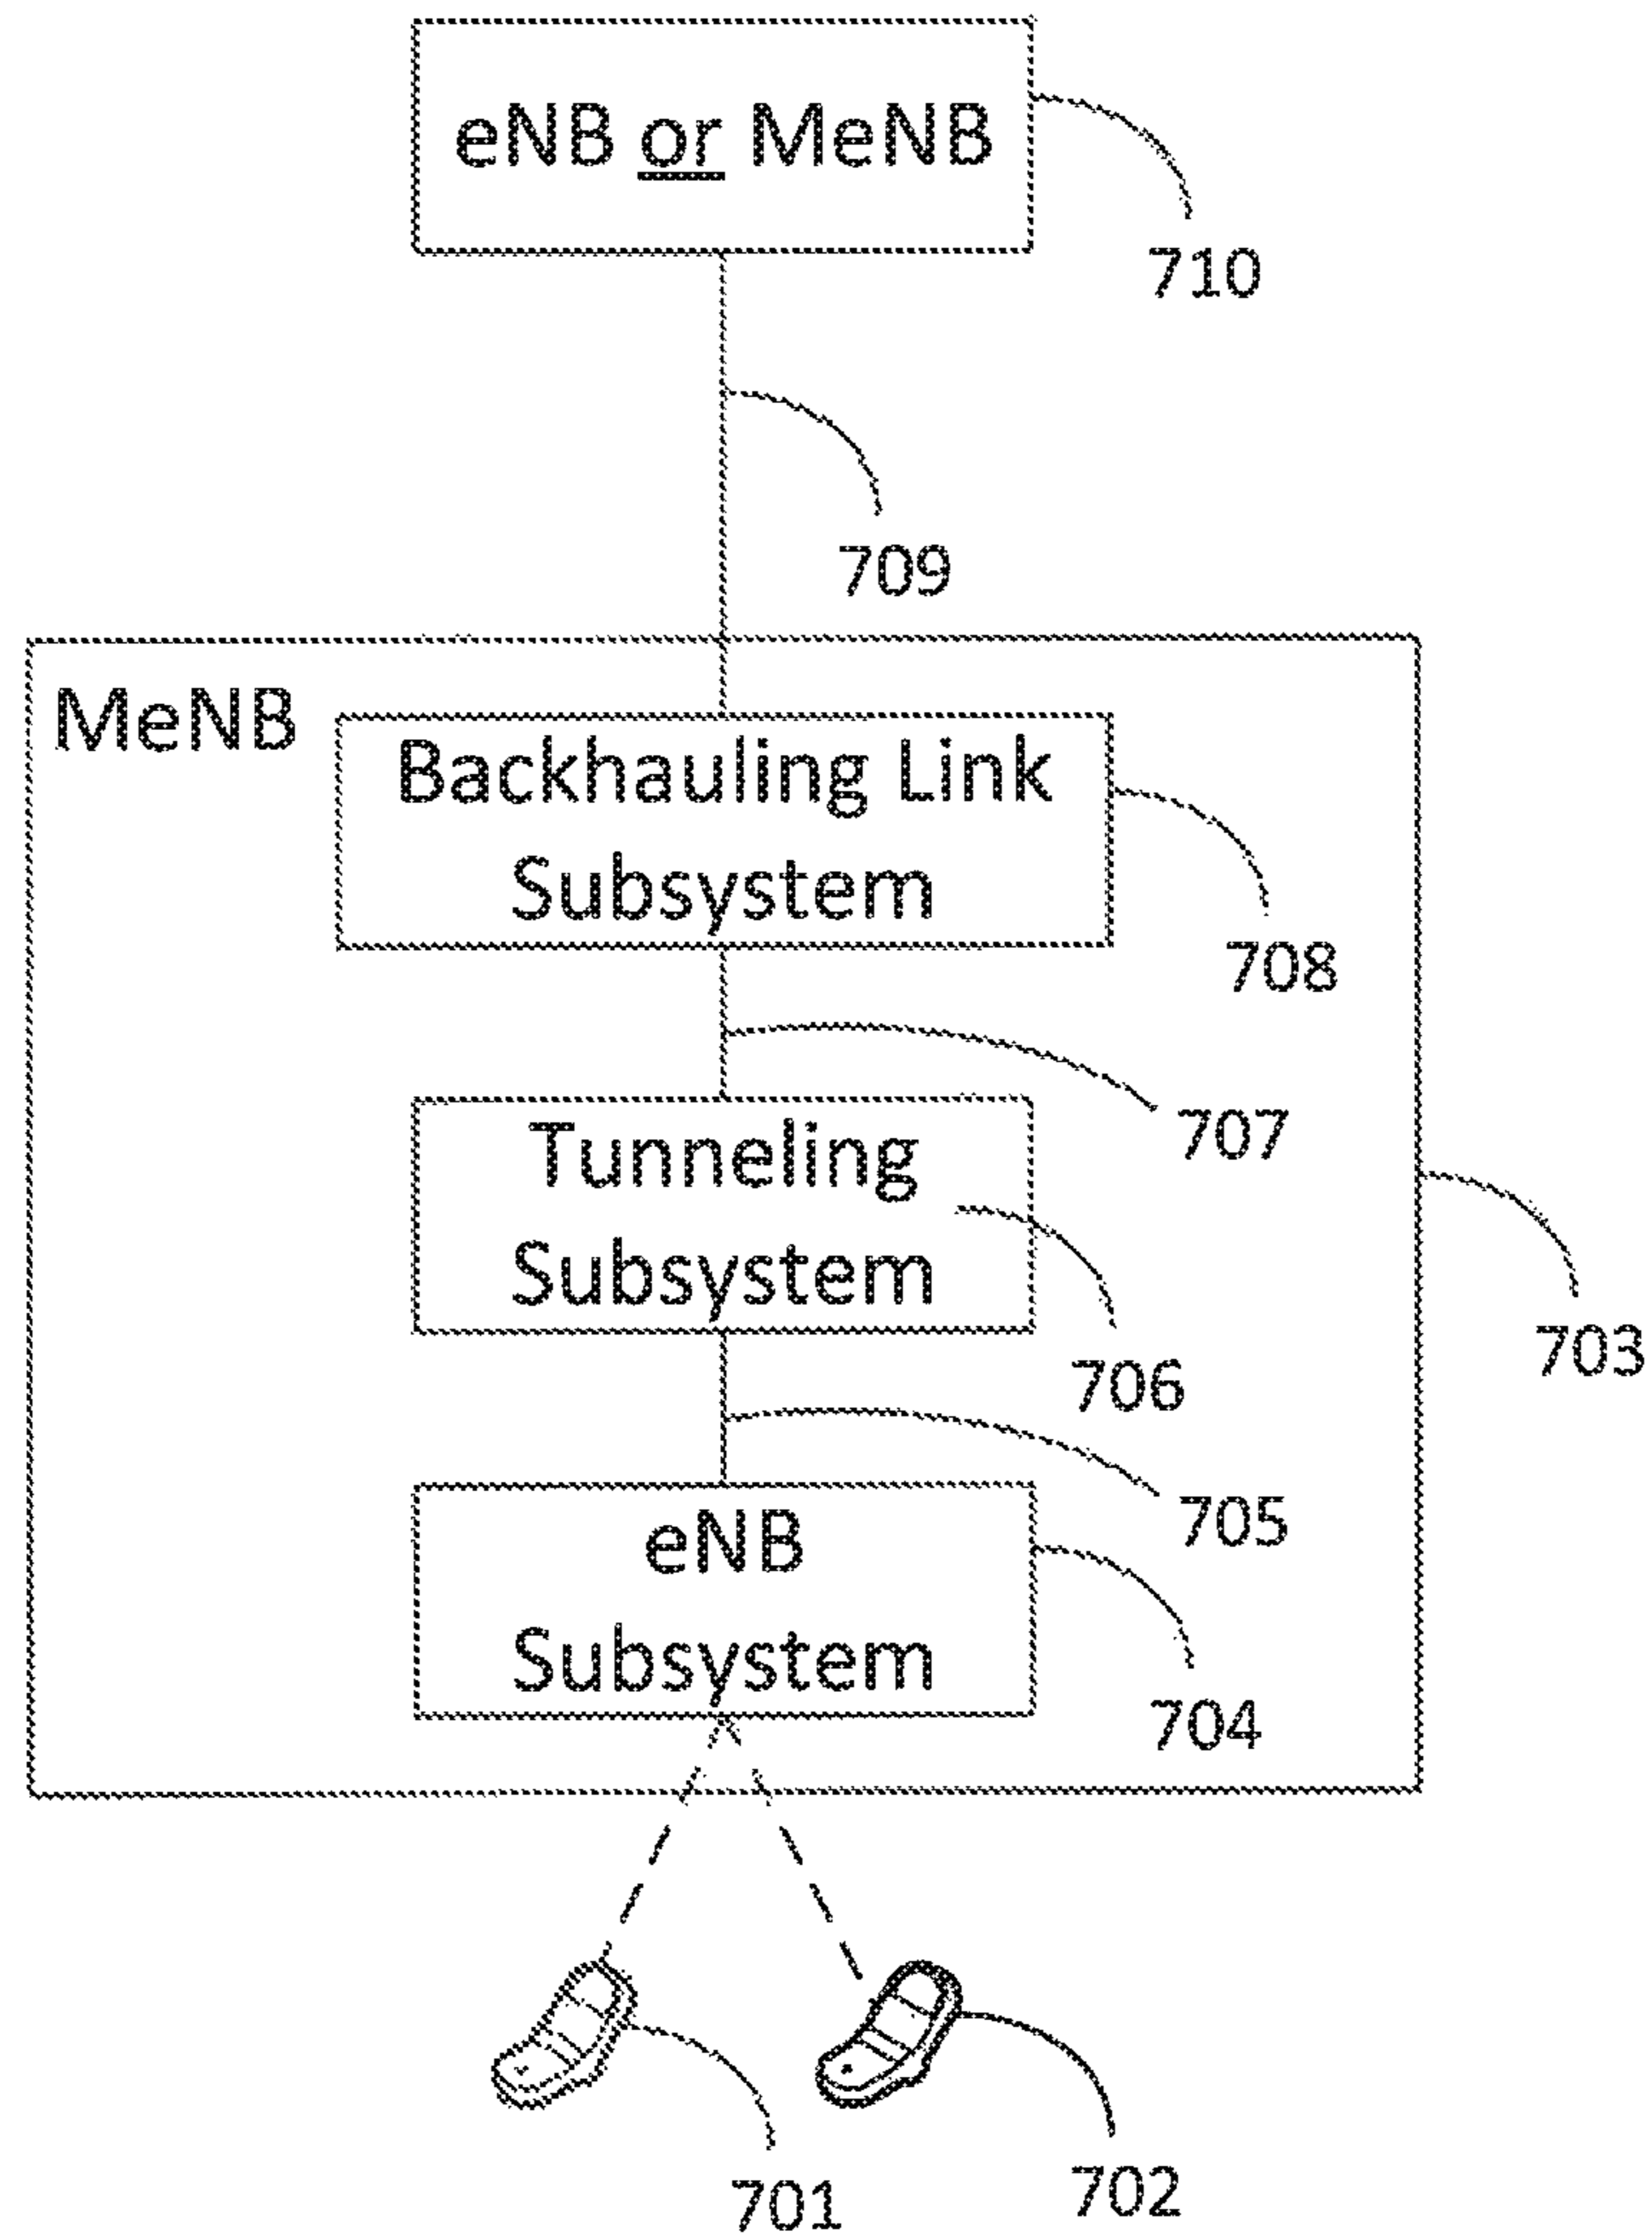 eNB or MeNB
710
709
MeNB
Backhauling Link
Subsystem
708
707
Tunneling
Subsystem
703
706
705
eNB
Subsystem
704
701
702